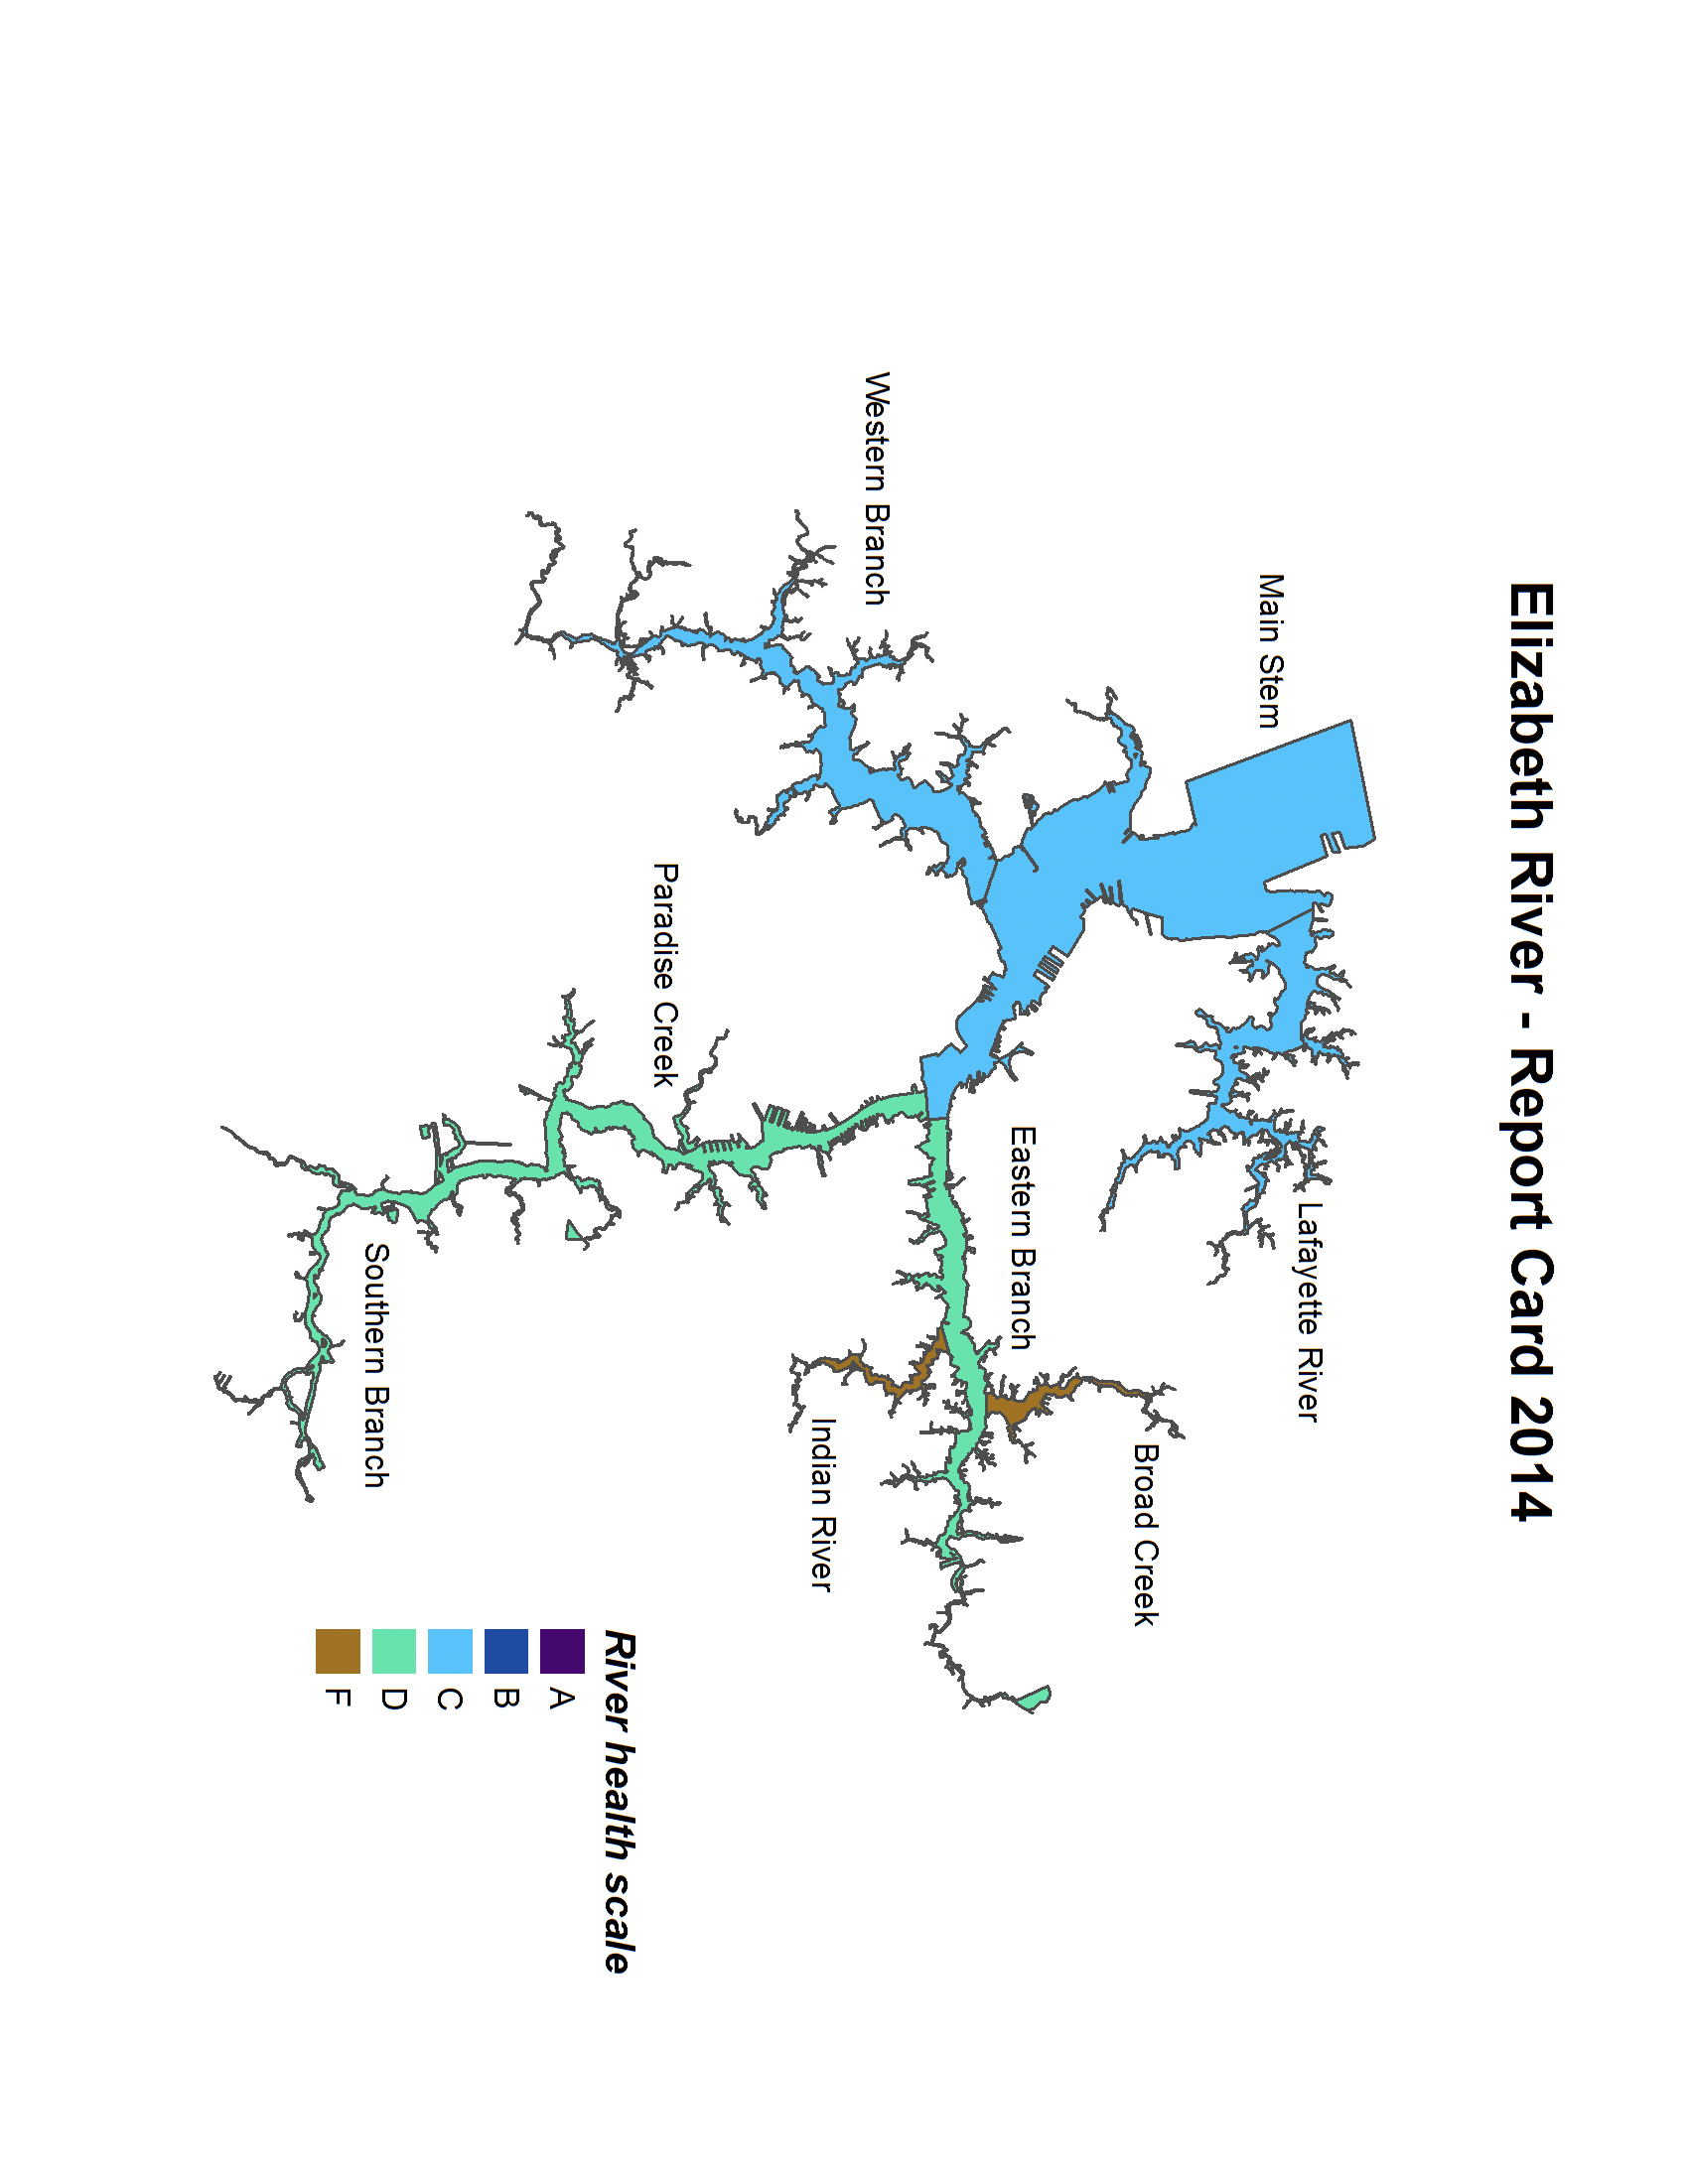 Elizabeth River - Report Card 2014
Main Stem
Lafayette River
Broad Creek
Western Branch
Eastern Branch
Indian River
Paradise Creek
Southern Branch
River health scale
A
B
C
D
F